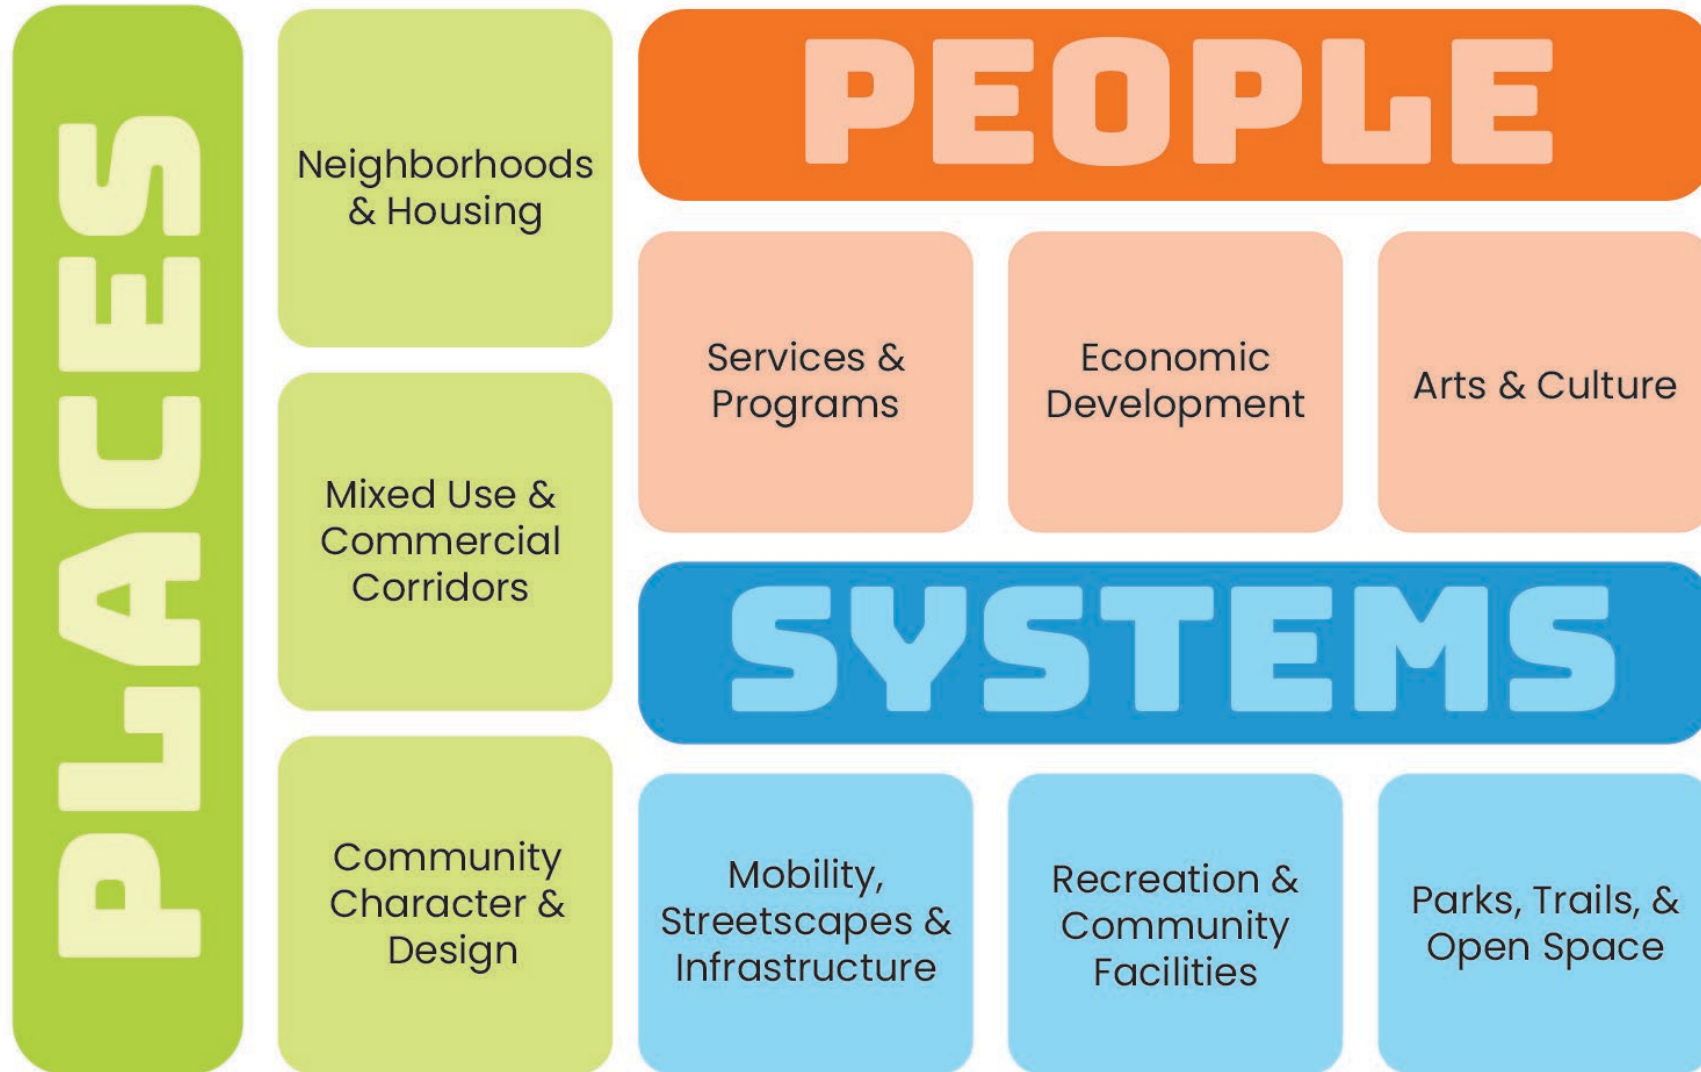 PLACES
Neighborhoods
& Housing
Mixed Use &
Commercial
Corridors
Community
Character &
Design
PEOPLE
Services &
Programs
Economic
Development
Arts & Culture
SYSTEMS
Mobility,
Streetscapes &
Infrastructure
Recreation &
Community
Facilities
Parks, Trails, &
Open Space